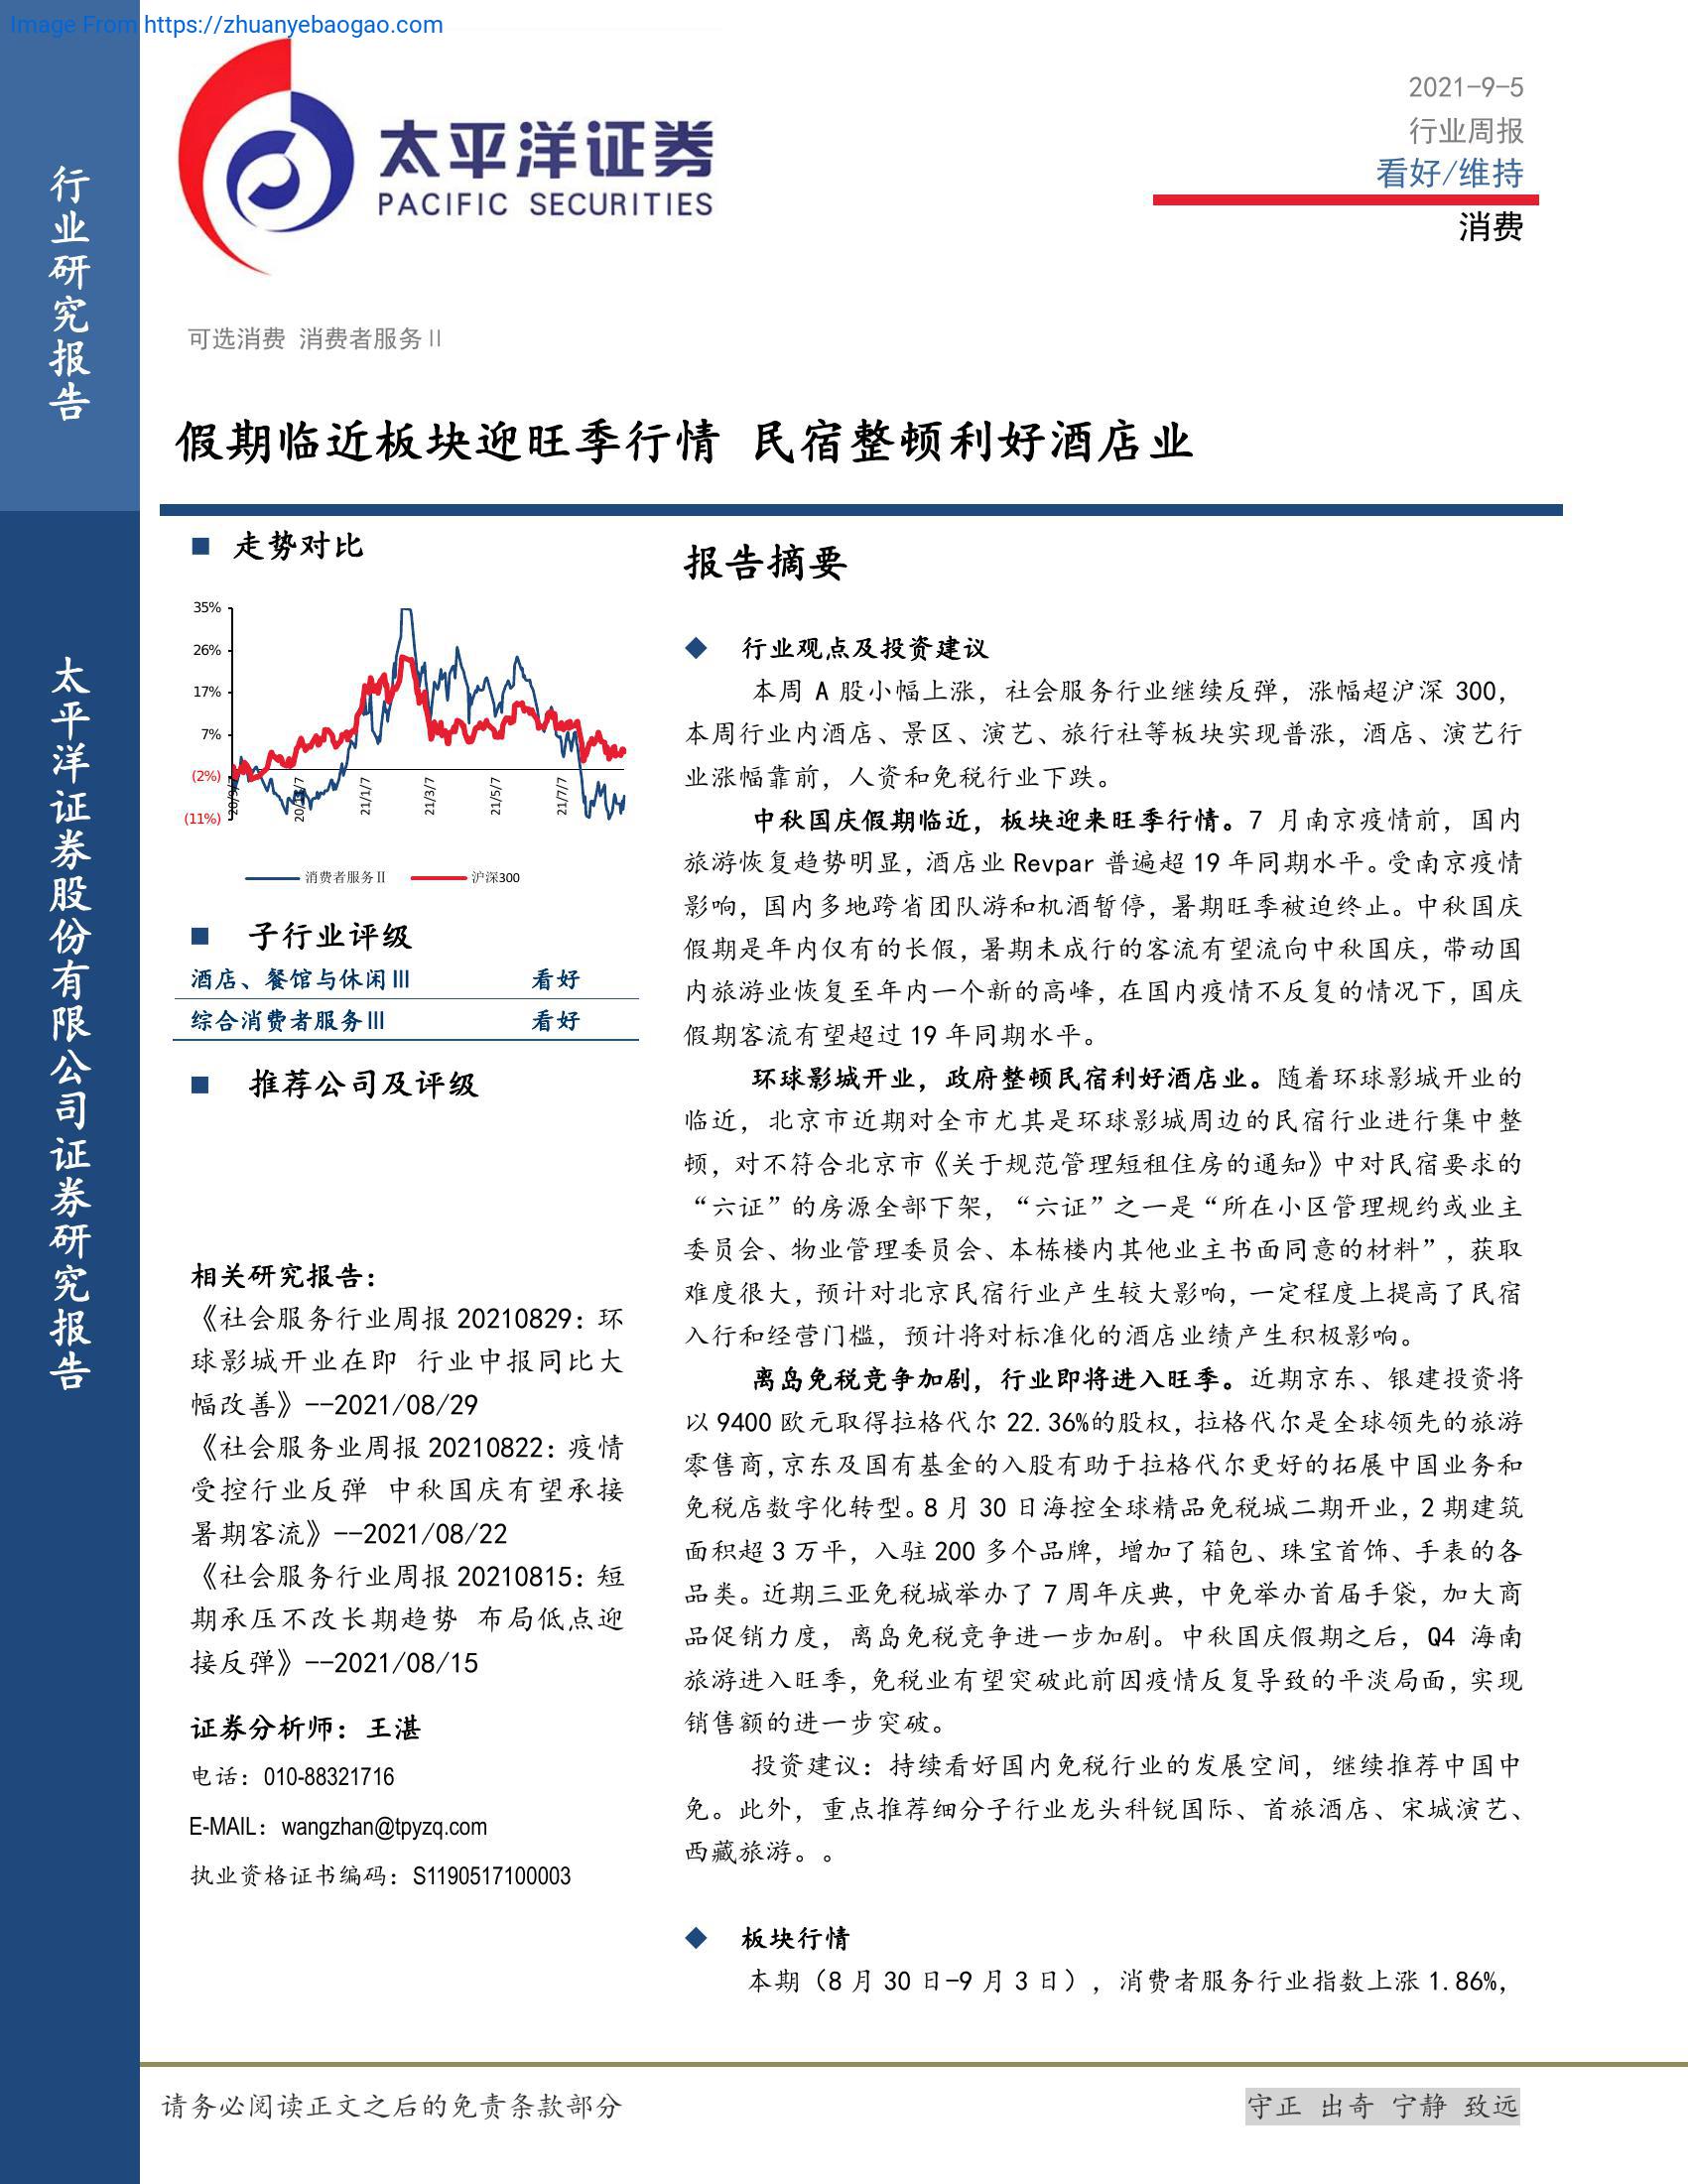 Image From https://zhuanyebaogao.com
行业研究报告
太平洋证券股份有限公司证券研究报告
太平洋证券
PACIFIC SECURITIES
2021-9-5
行业周报
看好/维持
消费
可选消费 消费者服务Ⅱ
假期临近板块迎旺季行情 民宿整顿利好酒店业
■ 走势对比
35%
26%
17%
7%
(2%)
(11%)
20/9/7
20/11/7
21/1/7
21/3/7
21/5/7
21/7/7
消费者服务Ⅱ 沪深300
■ 子行业评级
酒店、餐馆与休闲Ⅲ 看好
综合消费者服务Ⅲ 看好
■ 推荐公司及评级
相关研究报告：
《社会服务行业周报 20210829：环
球影城开业在即 行业中报同比大
幅改善》--2021/08/29
《社会服务业周报 20210822：疫情
受控行业反弹 中秋国庆有望承接
暑期客流》--2021/08/22
《社会服务行业周报 20210815：短
期承压不改长期趋势 布局低点迎
接反弹》--2021/08/15
证券分析师：王湛
电话：010-88321716
E-MAIL：wangzhan@tpyzq.com
执业资格证书编码：S1190517100003
报告摘要
◆ 行业观点及投资建议
本周 A 股小幅上涨，社会服务行业继续反弹，涨幅超沪深 300，
本周行业内酒店、景区、演艺、旅行社等板块实现普涨，酒店、演艺行
业涨幅靠前，人资和免税行业下跌。
中秋国庆假期临近，板块迎来旺季行情。7 月南京疫情前，国内
旅游恢复趋势明显，酒店业 Revpar 普遍超 19 年同期水平。受南京疫情
影响，国内多地跨省团队游和机酒暂停，暑期旺季被迫终止。中秋国庆
假期是年内仅有的长假，暑期未成行的客流有望流向中秋国庆，带动国
内旅游业恢复至年内一个新的高峰，在国内疫情不反复的情况下，国庆
假期客流有望超过 19 年同期水平。
环球影城开业，政府整顿民宿利好酒店业。随着环球影城开业的
临近，北京市近期对全市尤其是环球影城周边的民宿行业进行集中整
顿，对不符合北京市《关于规范管理短租住房的通知》中对民宿要求的
“六证”的房源全部下架，“六证”之一是“所在小区管理规约或业主
委员会、物业管理委员会、本栋楼内其他业主书面同意的材料”，获取
难度很大，预计对北京民宿行业产生较大影响，一定程度上提高了民宿
入行和经营门槛，预计将对标准化的酒店业绩产生积极影响。
离岛免税竞争加剧，行业即将进入旺季。近期京东、银建投资将
以 9400 欧元取得拉格代尔 22.36%的股权，拉格代尔是全球领先的旅游
零售商，京东及国有基金的入股有助于拉格代尔更好的拓展中国业务和
免税店数字化转型。8 月 30 日海控全球精品免税城二期开业，2 期建筑
面积超 3 万平，入驻 200 多个品牌，增加了箱包、珠宝首饰、手表的各
品类。近期三亚免税城举办了 7 周年庆典，中免举办首届手袋，加大商
品促销力度，离岛免税竞争进一步加剧。中秋国庆假期之后，Q4 海南
旅游进入旺季，免税业有望突破此前因疫情反复导致的平淡局面，实现
销售额的进一步突破。
投资建议：持续看好国内免税行业的发展空间，继续推荐中国中
免。此外，重点推荐细分子行业龙头科锐国际、首旅酒店、宋城演艺、
西藏旅游。。
◆ 板块行情
本期（8 月 30 日-9 月 3 日），消费者服务行业指数上涨 1.86%，
请务必阅读正文之后的免责条款部分
守正 出奇 宁静 致远